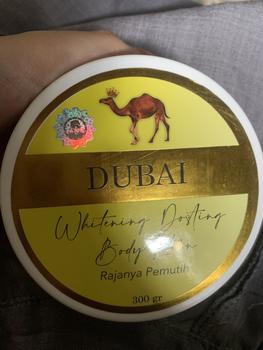 DUBAI
Whitening Dosting
Body
Rajanya Pemutih
300 gr